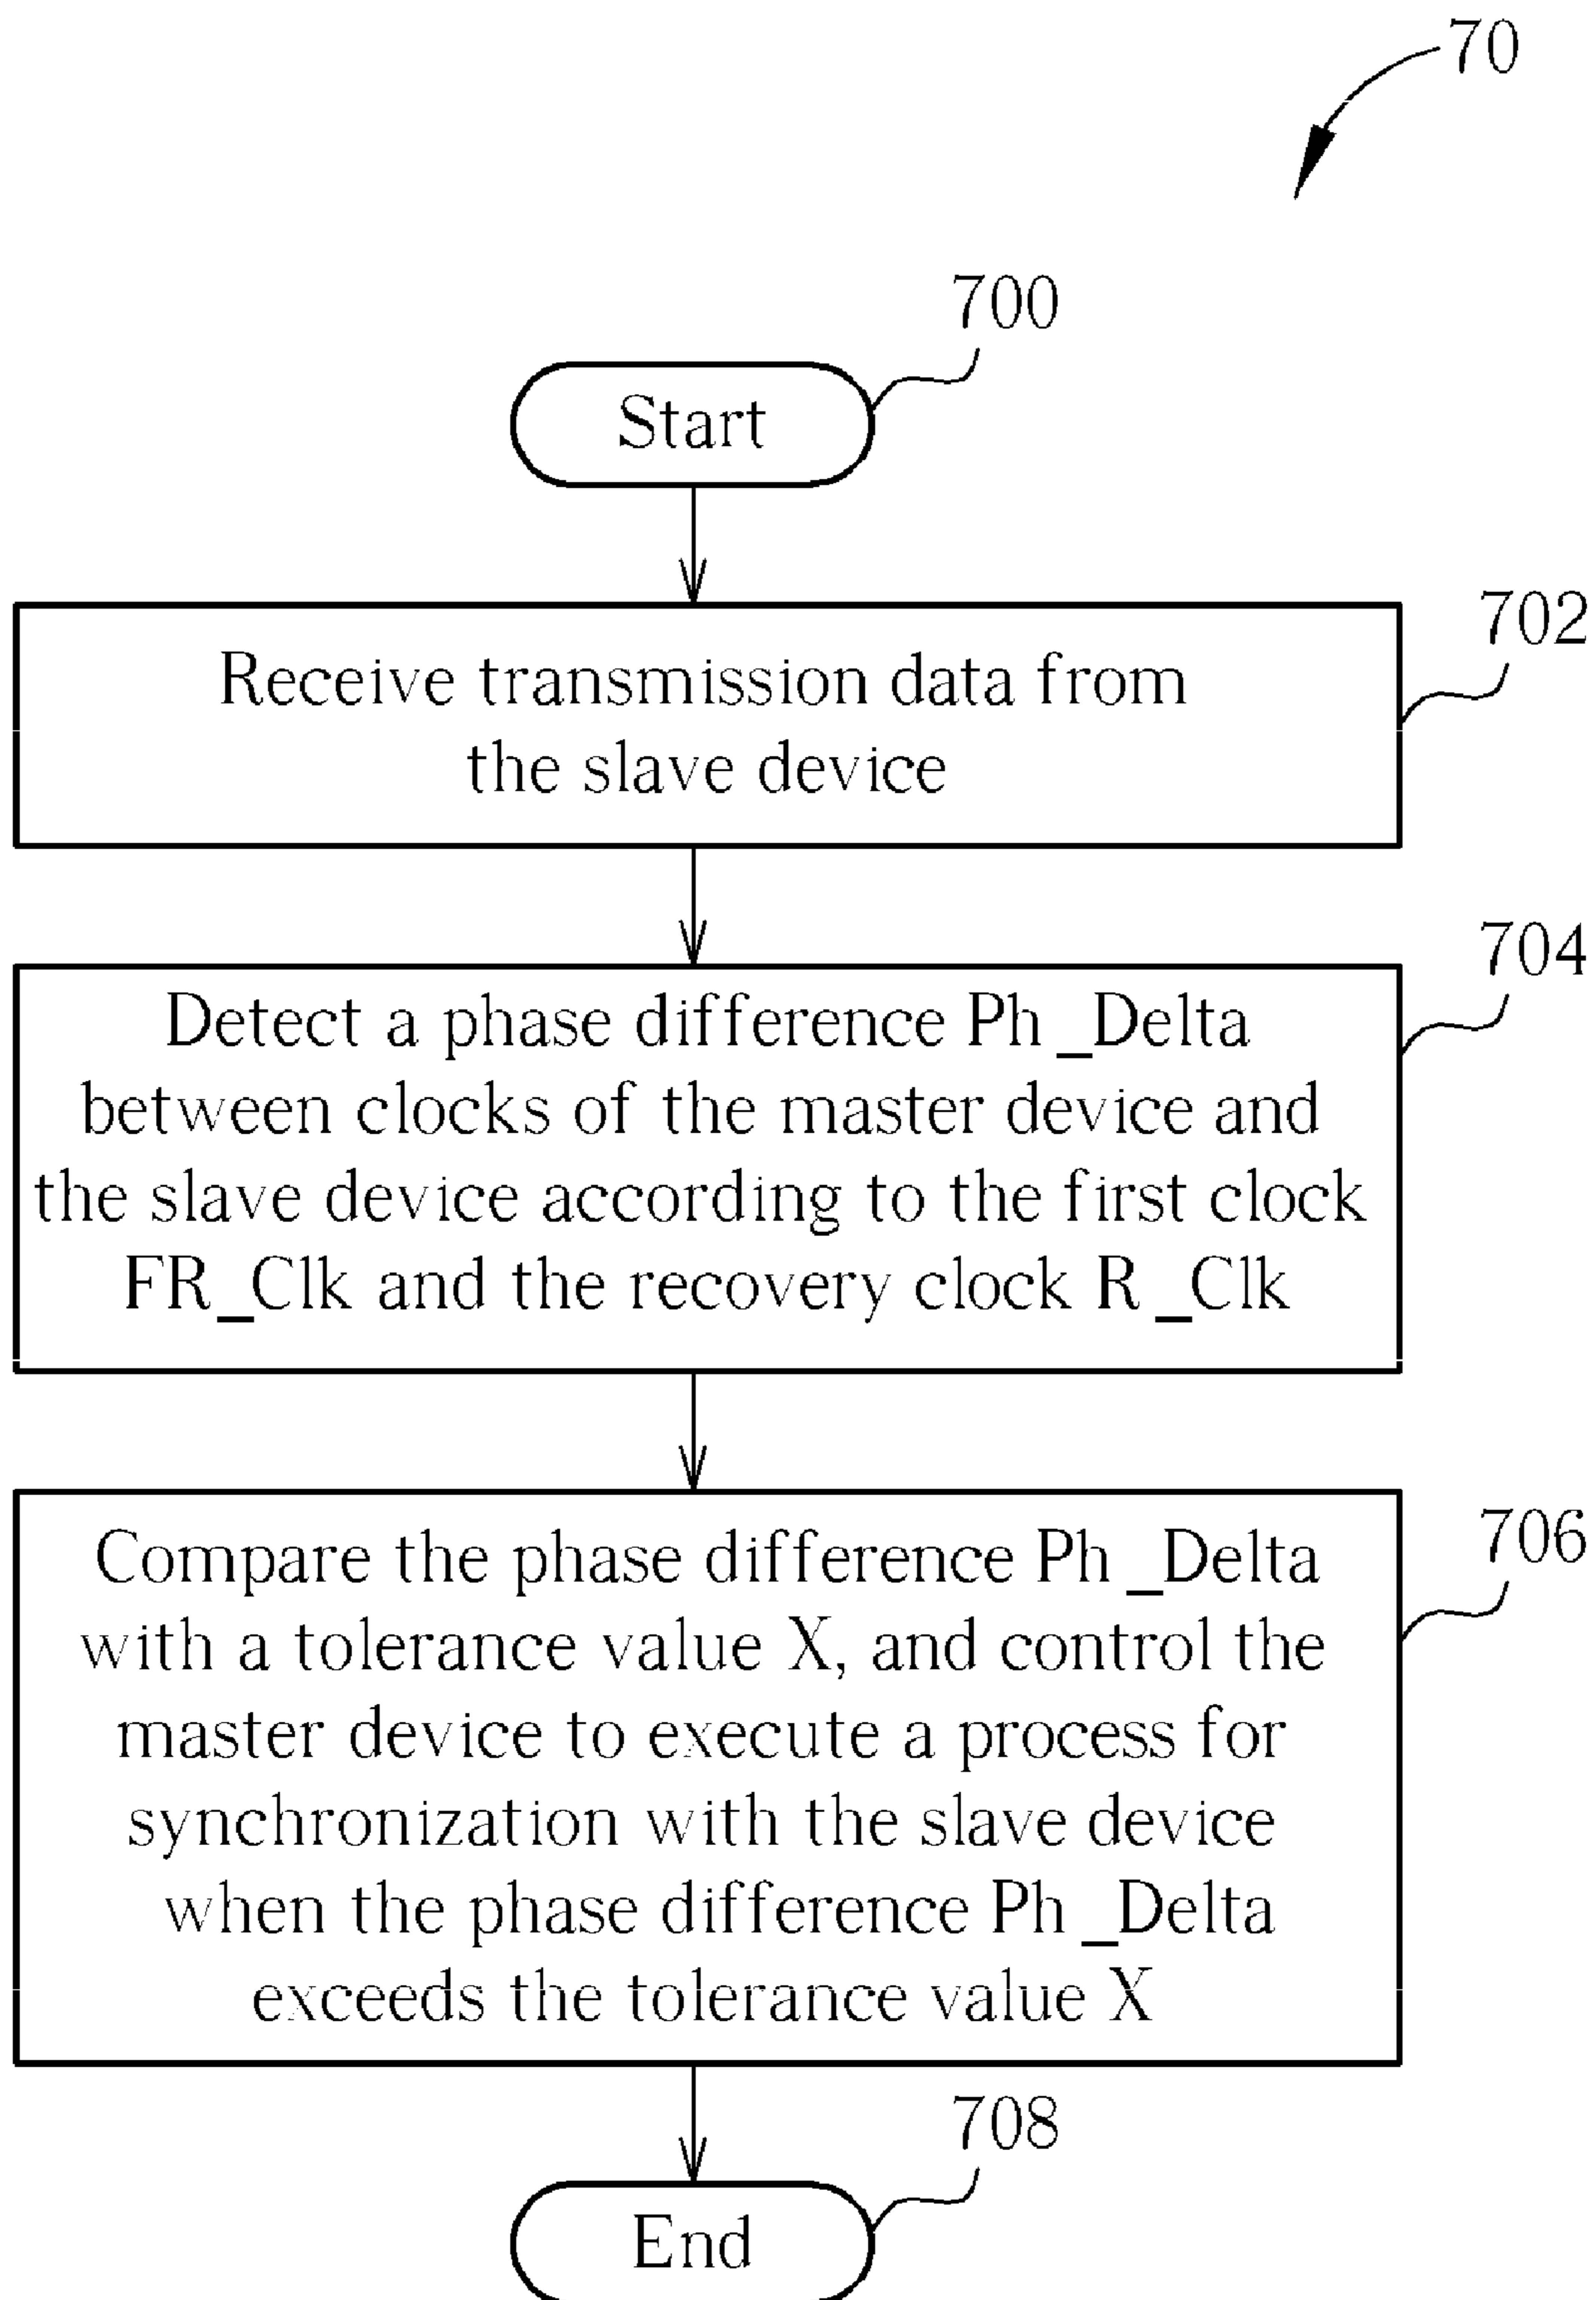 70
700
Start
702
Receive transmission data from
the slave device
704
Detect a phase difference Ph_Delta
between clocks of the master device and
the slave device according to the first clock
FR_Clk and the recovery clock R_Clk
706
Compare the phase difference Ph_Delta
with a tolerance value X, and control the
master device to execute a process for
synchronization with the slave device
when the phase difference Ph_Delta
exceeds the tolerance value X
708
End